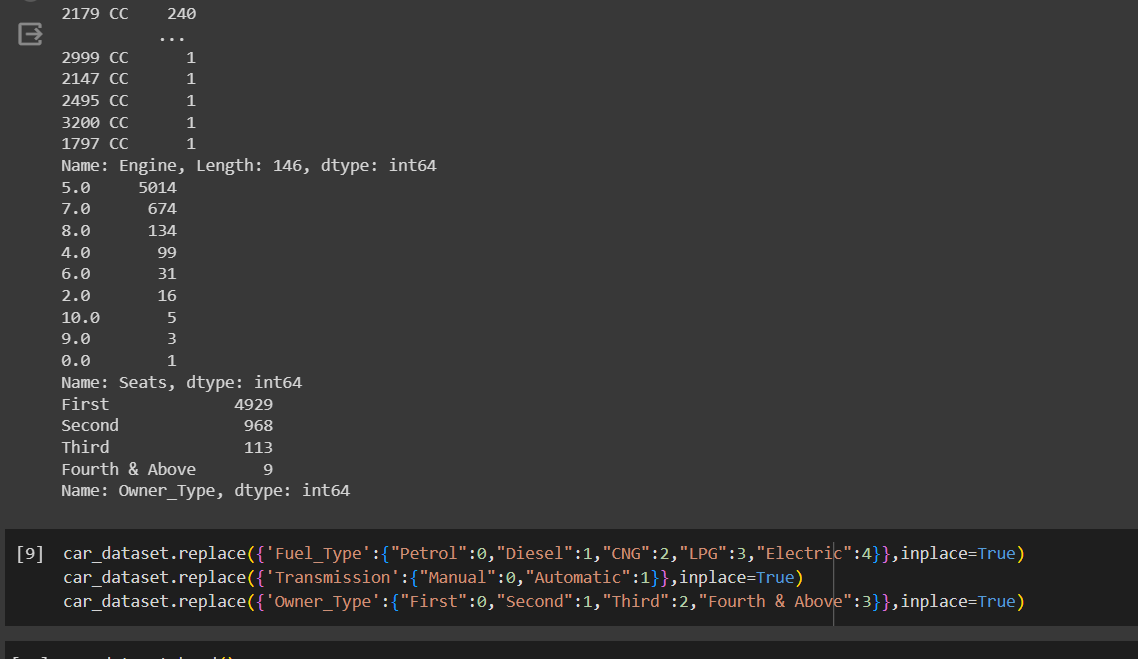 2179 CC    240
          ...
2999 CC      1
2147 CC      1
2495 CC      1
3200 CC      1
1797 CC      1
Name: Engine, Length: 146, dtype: int64
5.0     5014
7.0      674
8.0      134
4.0       99
6.0       31
2.0       16
10.0       5
9.0        3
0.0        1
Name: Seats, dtype: int64
First             4929
Second             968
Third              113
Fourth & Above       9
Name: Owner_Type, dtype: int64
[9] car_dataset.replace({'Fuel_Type':{"Petrol":0,"Diesel":1,"CNG":2,"LPG":3,"Electric":4}},inplace=True)
car_dataset.replace({'Transmission':{"Manual":0,"Automatic":1}},inplace=True)
car_dataset.replace({'Owner_Type':{"First":0,"Second":1,"Third":2,"Fourth & Above":3}},inplace=True)